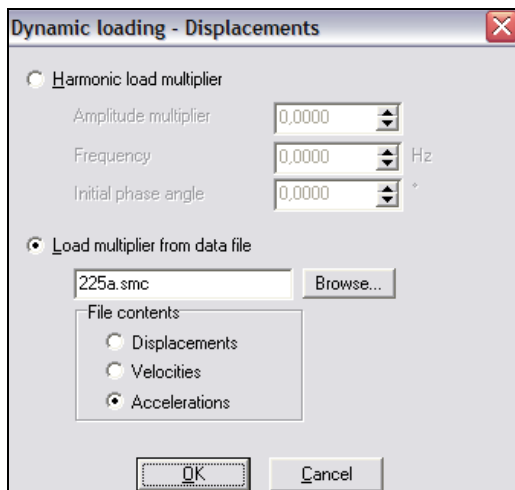 Dynamic loading - Displacements
Harmonic load multiplier
Amplitude multiplier 0,0000
Frequency 0,0000 Hz
Initial phase angle 0,0000 °
Load multiplier from data file
225a.smc Browse...
File contents
Displacements
Velocities
Accelerations
OK Cancel